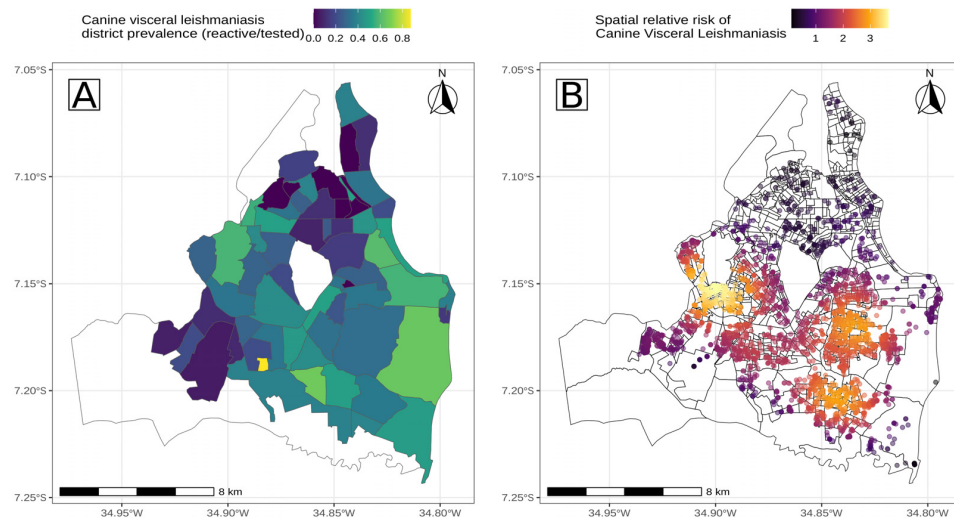 Canine visceral leishmaniasis
district prevalence (reactive/tested)
0.0 0.2 0.4 0.6 0.8
Spatial relative risk of
Canine Visceral Leishmaniasis
1 2 3
A
N
7.05°S
7.10°S
7.15°S
7.20°S
7.25°S
8 km
34.95°W 34.90°W 34.85°W 34.80°W
B
N
7.05°S
7.10°S
7.15°S
7.20°S
7.25°S
8 km
34.95°W 34.90°W 34.85°W 34.80°W